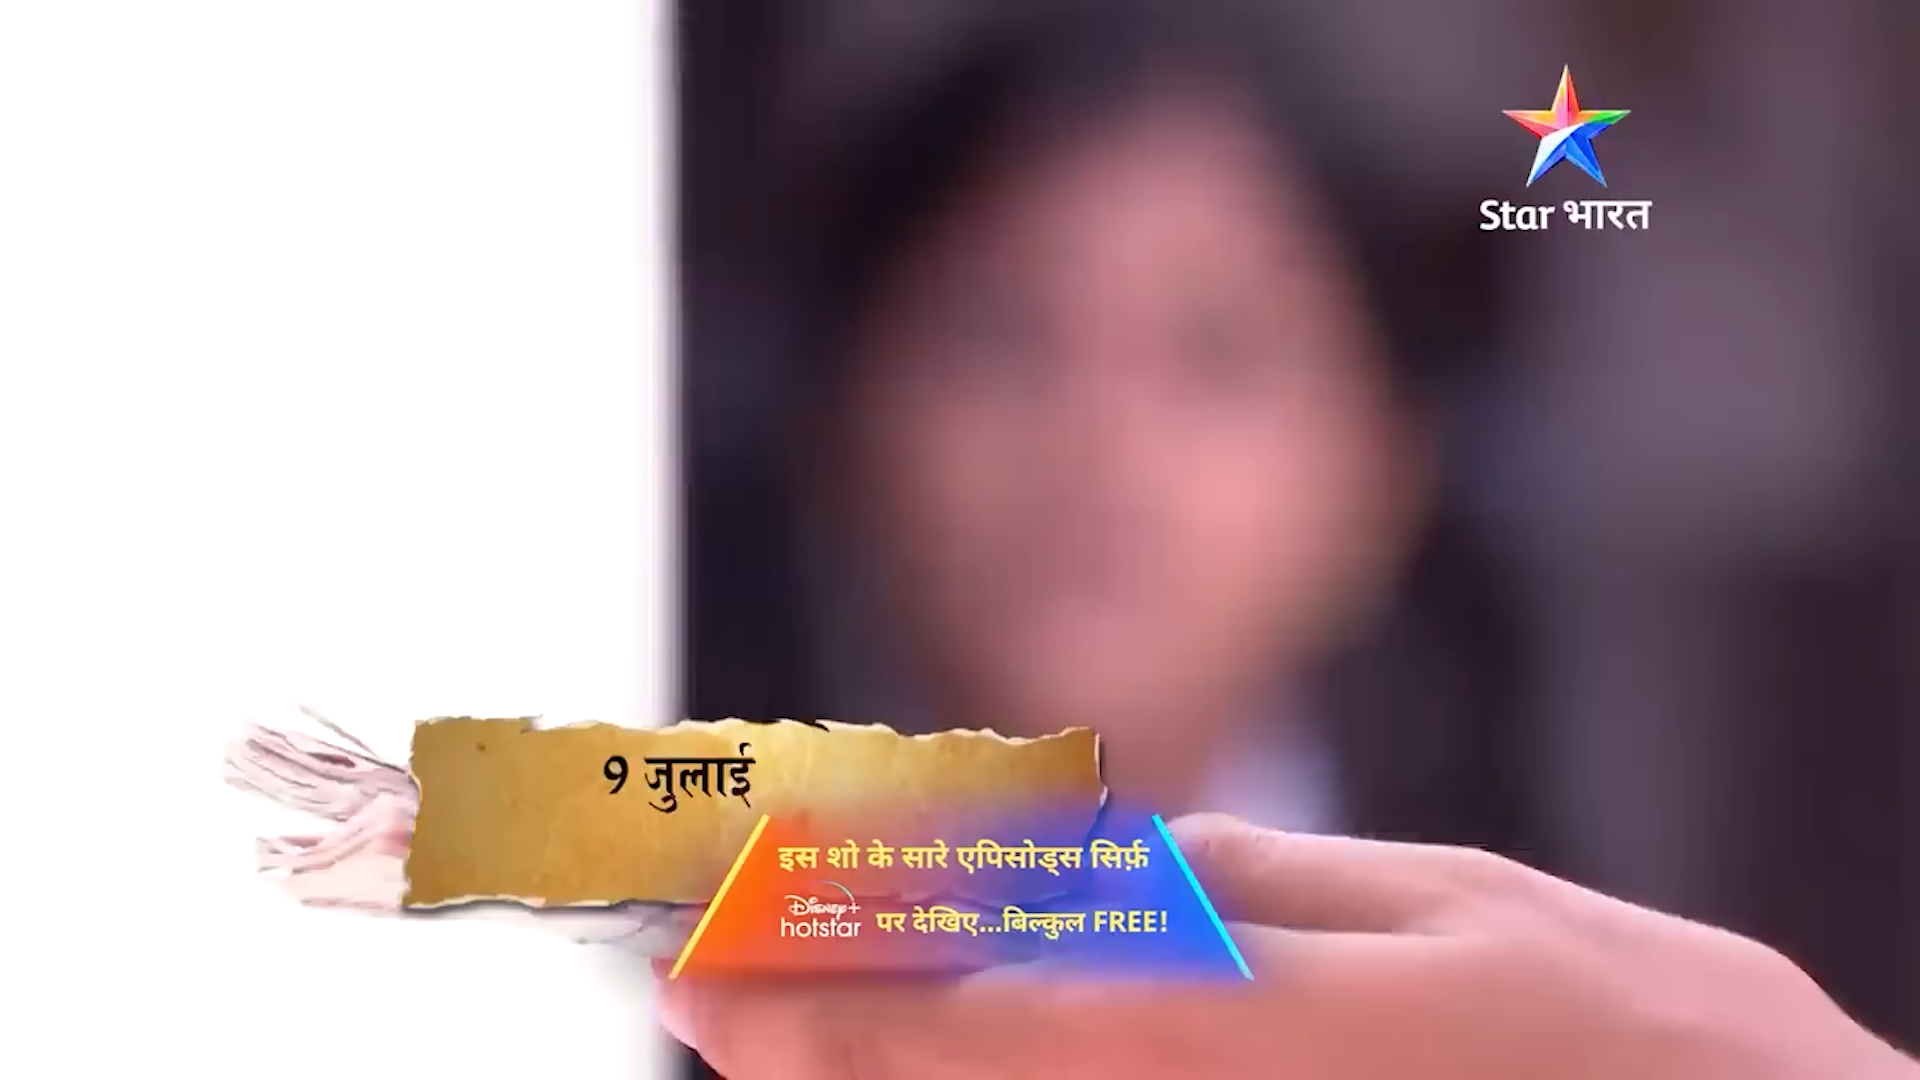 Star भारत
9 जुलाई
इस शो के सारे एपिसोड्स सिर्फ़
Disney+ hotstar पर देखिए...बिल्कुल FREE!